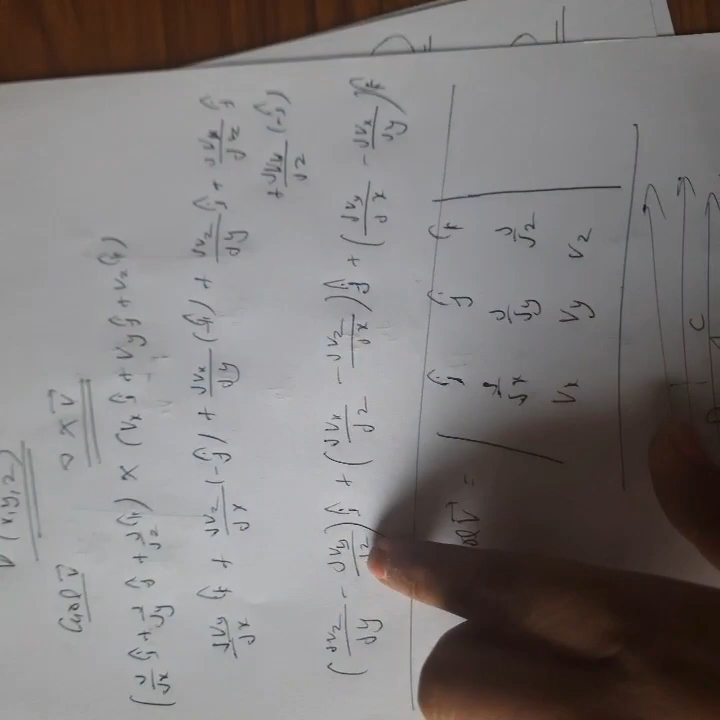 V(x,y,z)
Curl V⃗ ∇ × V⃗
(∂/∂x î + ∂/∂y ĵ + ∂/∂z k̂) × (Vx î + Vy ĵ + Vz k̂)
∂Vy/∂x k̂ + ∂Vz/∂x (-ĵ) + ∂Vx/∂y (-k̂) + ∂Vz/∂y î + ∂Vx/∂z ĵ
+ ∂Vy/∂z (-î)
(∂Vz/∂y - ∂Vy/∂z) î + (∂Vx/∂z - ∂Vz/∂x) ĵ + (∂Vy/∂x - ∂Vx/∂y) k̂
V⃗ = | î ĵ k̂ |
∂/∂x ∂/∂y ∂/∂z
Vx Vy Vz
C